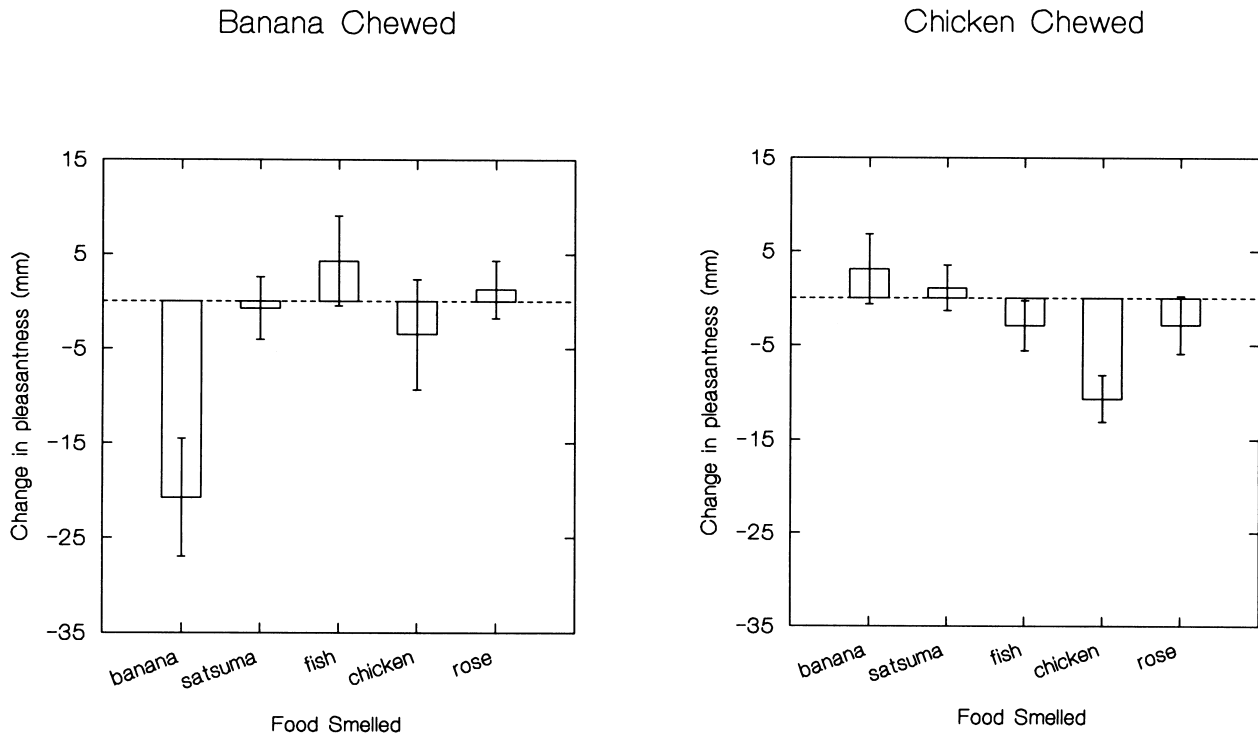 Banana Chewed
15
5
-5
-15
-25
-35
Change in pleasantness (mm)
banana
satsuma
fish
chicken
rose
Food Smelled
Chicken Chewed
15
5
-5
-15
-25
-35
Change in pleasantness (mm)
banana
satsuma
fish
chicken
rose
Food Smelled